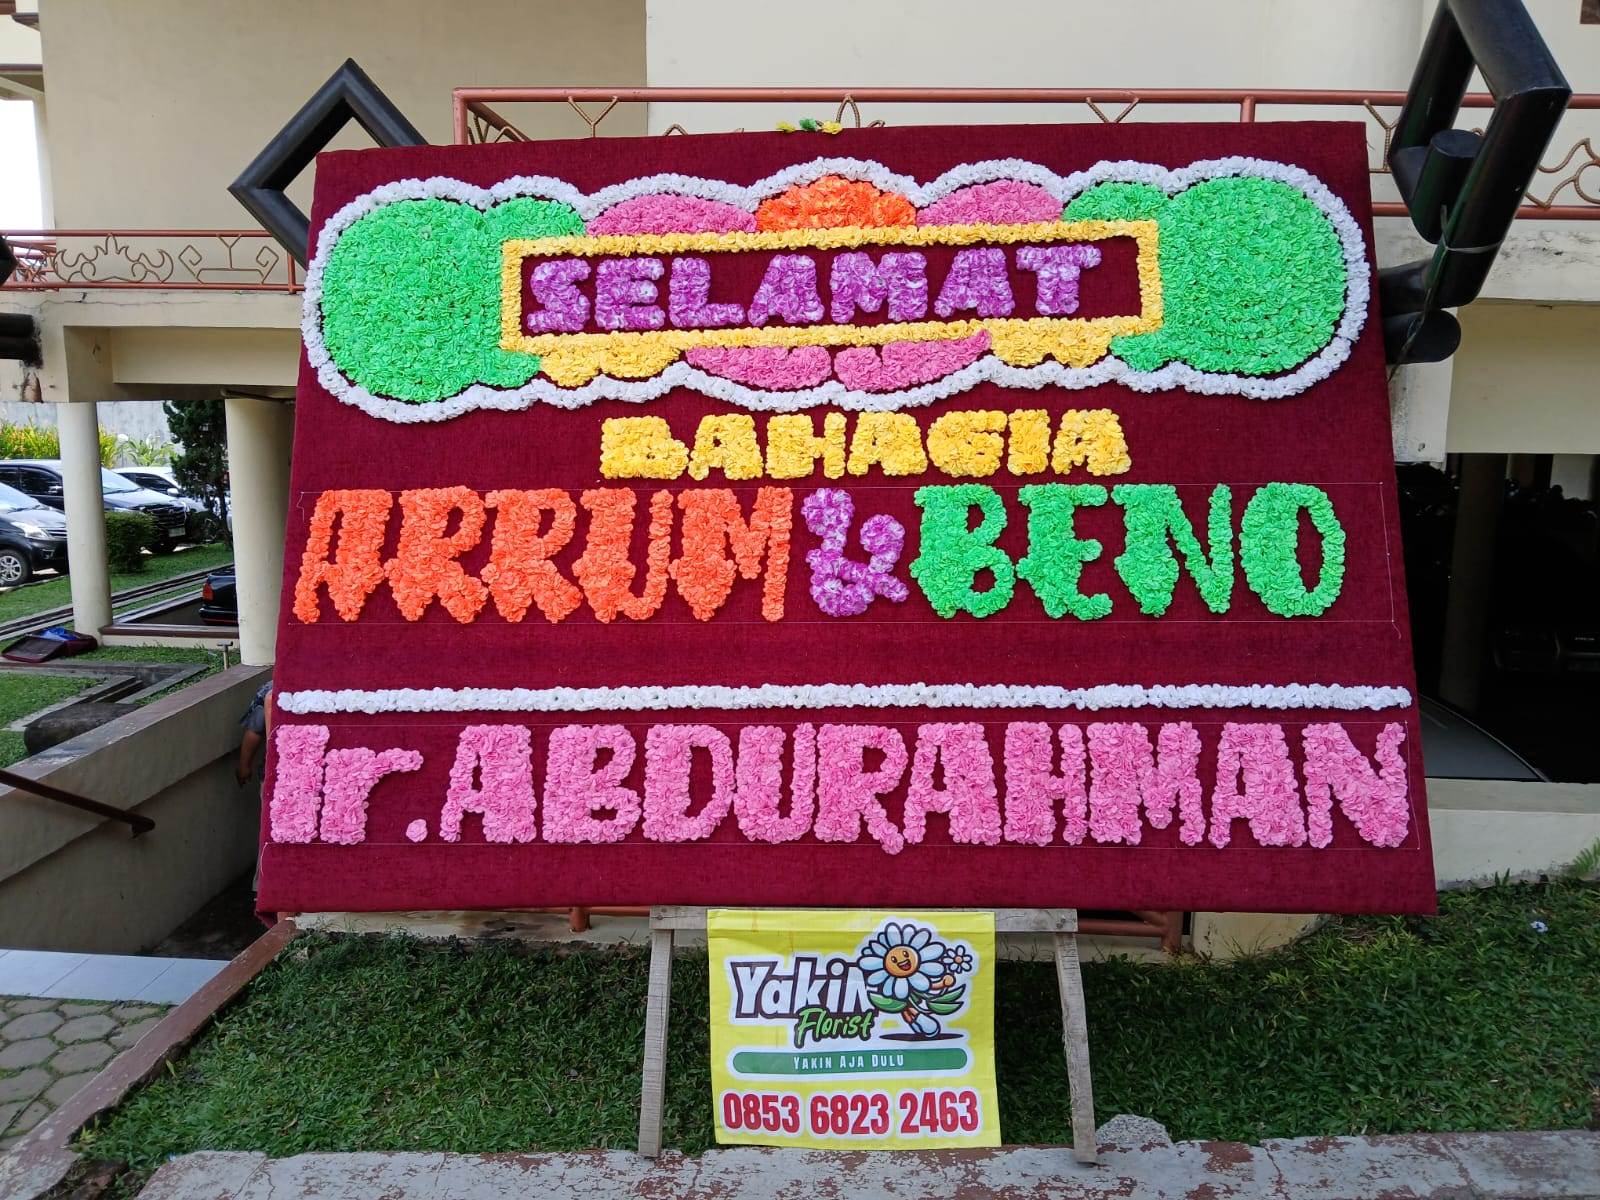 SELAMAT
BAHAGIA
ARRUM & BENO
Ir. ABDURAHMAN
Yakin
Florist
YAKIN AJA DULU
0853 6823 2463